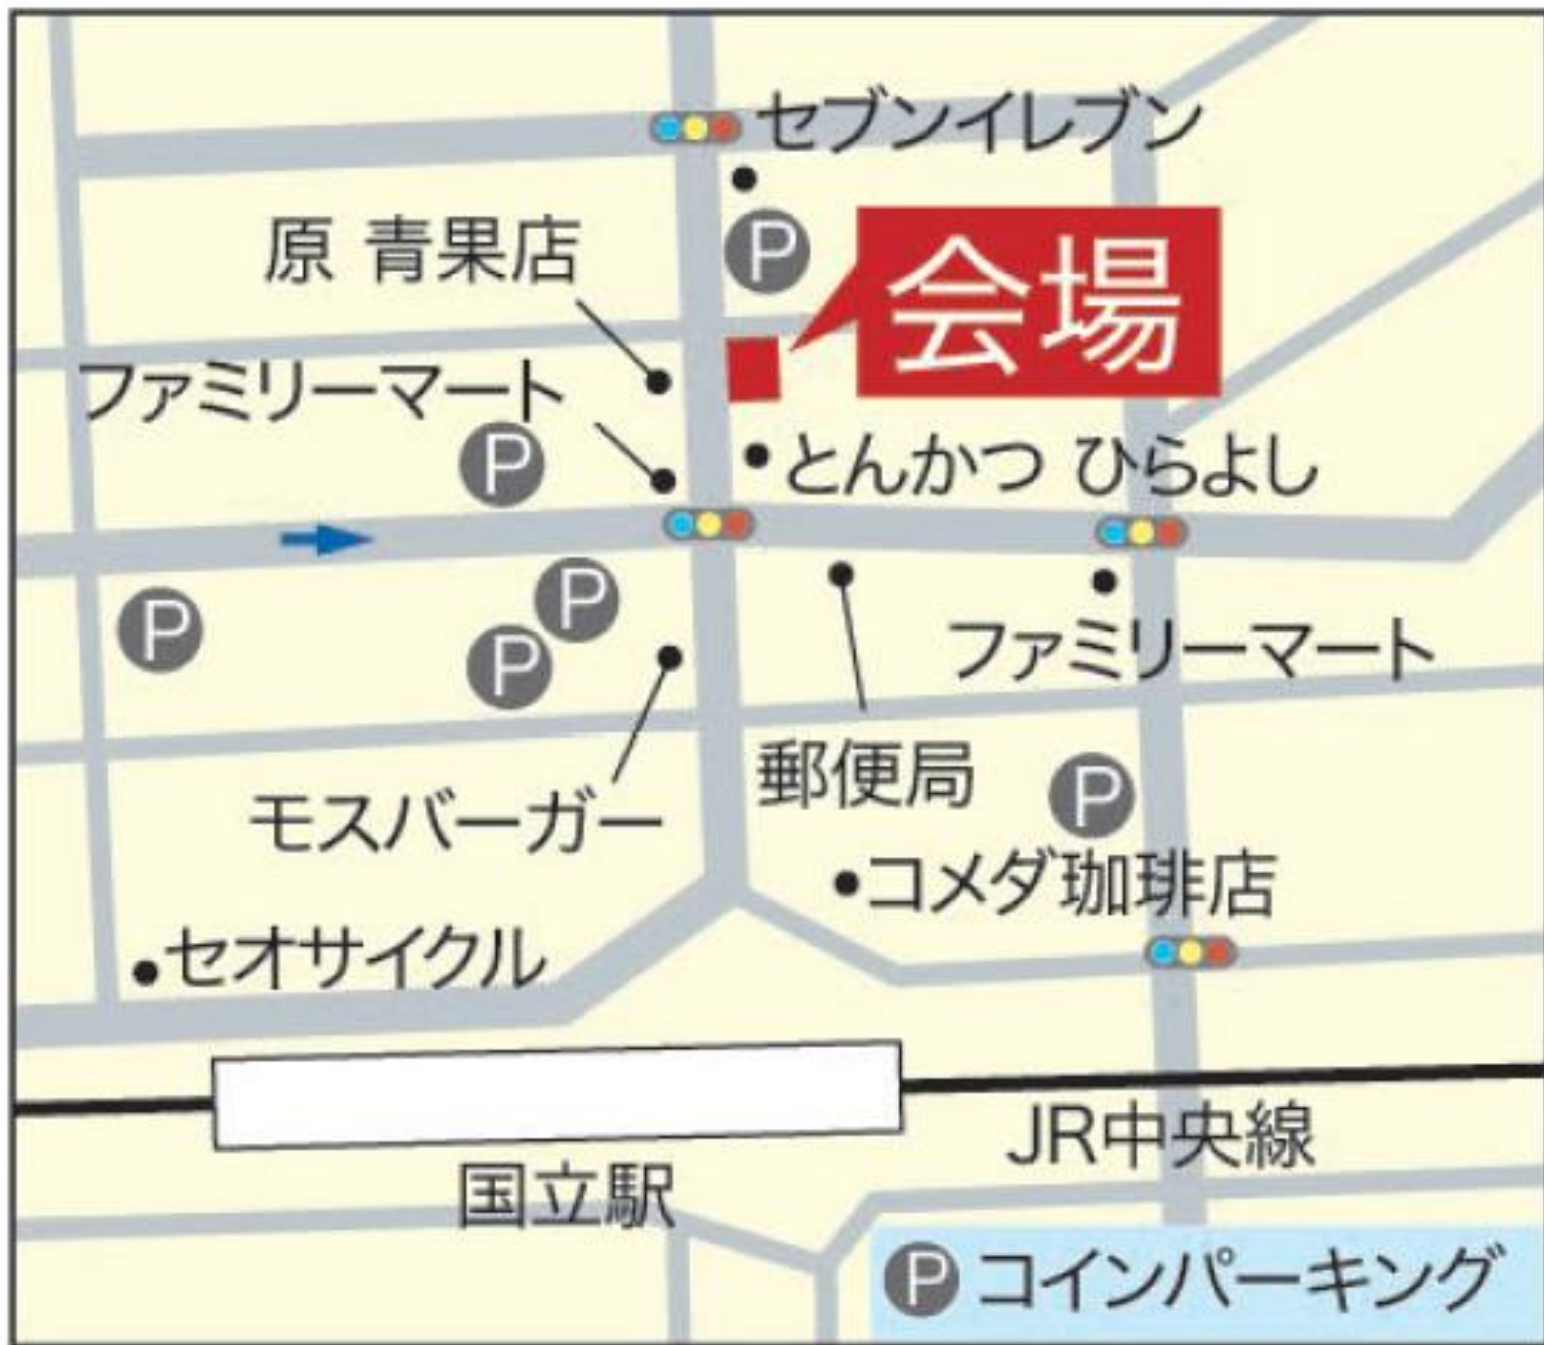 セブンイレブン
P
原 青果店
会場
ファミリーマート
P
とんかつ ひらよし
P
P
P
ファミリーマート
郵便局
P
モスバーガー
コメダ珈琲店
セオサイクル
JR中央線
国立駅
P コインパーキング